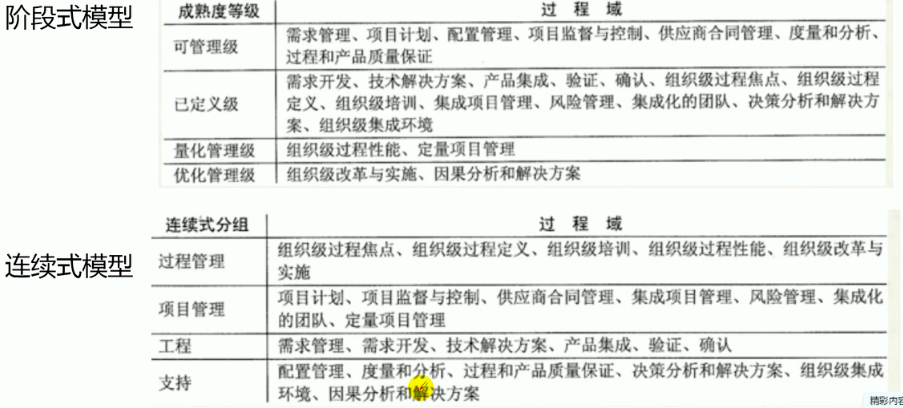 阶段式模型
成熟度等级 过程域
可管理级 需求管理、项目计划、配置管理、项目监督与控制、供应商合同管理、度量和分析、
过程和产品质量保证
已定义级 需求开发、技术解决方案、产品集成、验证、确认、组织级过程焦点、组织级过程
定义、组织级培训、集成项目管理、风险管理、集成化的团队、决策分析和解决方
案、组织级集成环境
量化管理级 组织级过程性能、定量项目管理
优化管理级 组织级改革与实施、因果分析和解决方案
连续式模型
连续式分组 过程域
过程管理 组织级过程焦点、组织级过程定义、组织级培训、组织级过程性能、组织级改革与
实施
项目管理 项目计划、项目监督与控制、供应商合同管理、集成项目管理、风险管理、集成化
的团队、定量项目管理
工程 需求管理、需求开发、技术解决方案、产品集成、验证、确认
支持 配置管理、度量和分析、过程和产品质量保证、决策分析和解决方案、组织级集成
环境、因果分析和解决方案
精彩内容